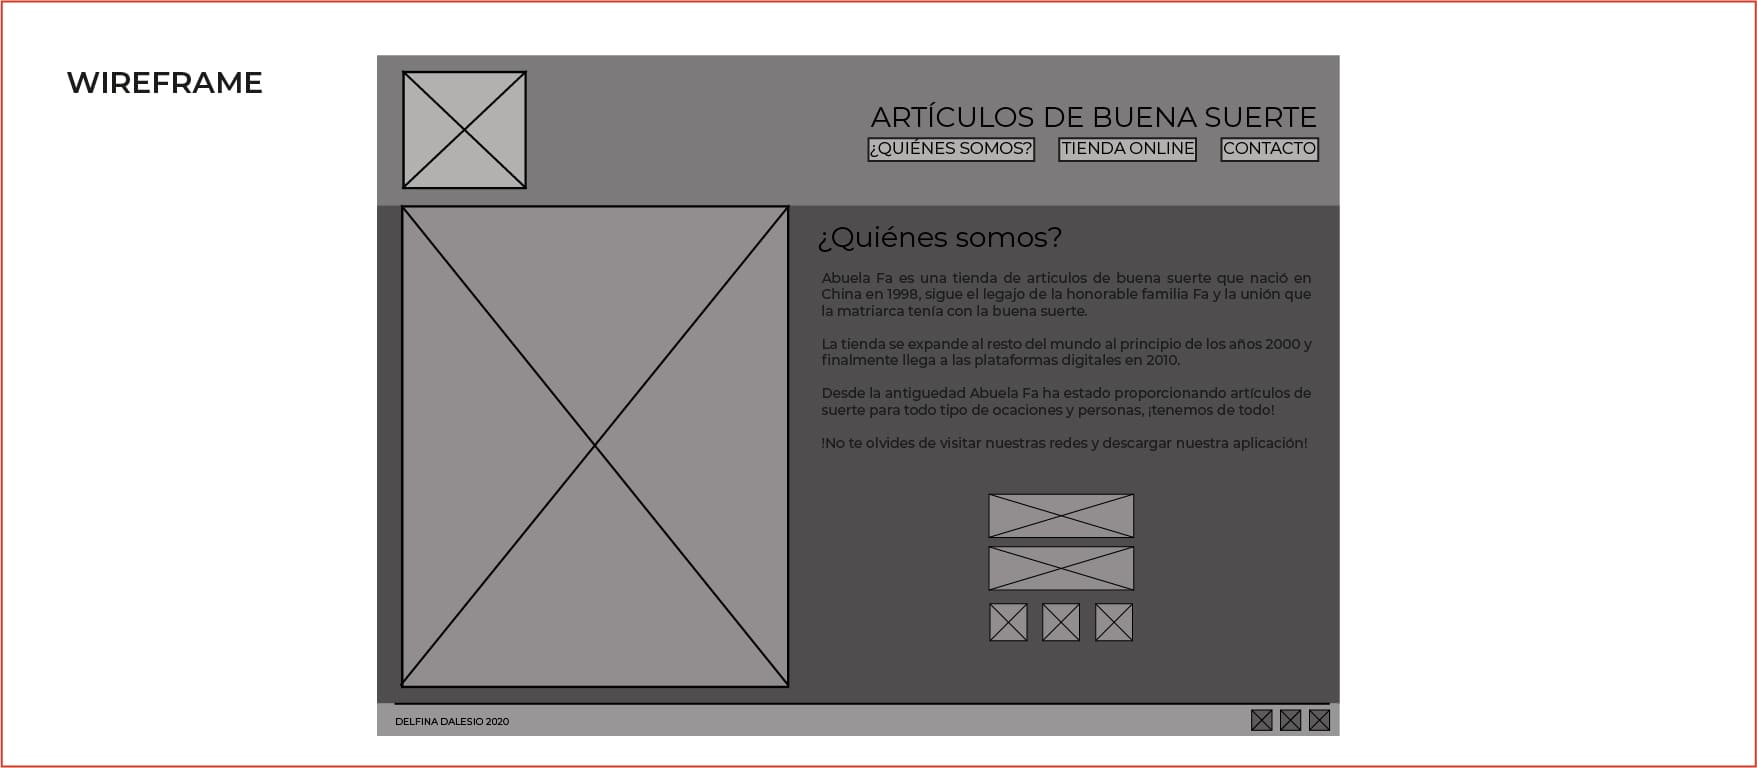 WIREFRAME
ARTÍCULOS DE BUENA SUERTE
¿QUIÉNES SOMOS? TIENDA ONLINE CONTACTO
¿Quiénes somos?
Abuela Fa es una tienda de articulos de buena suerte que nació en
China en 1998, sigue el legajo de la honorable familia Fa y la unión que
la matriarca tenía con la buena suerte.
La tienda se expande al resto del mundo al principio de los años 2000 y
finalmente llega a las plataformas digitales en 2010.
Desde la antiguedad Abuela Fa ha estado proporcionando artículos de
suerte para todo tipo de ocaciones y personas, ¡tenemos de todo!
!No te olvides de visitar nuestras redes y descargar nuestra aplicación!
DELFINA DALESIO 2020